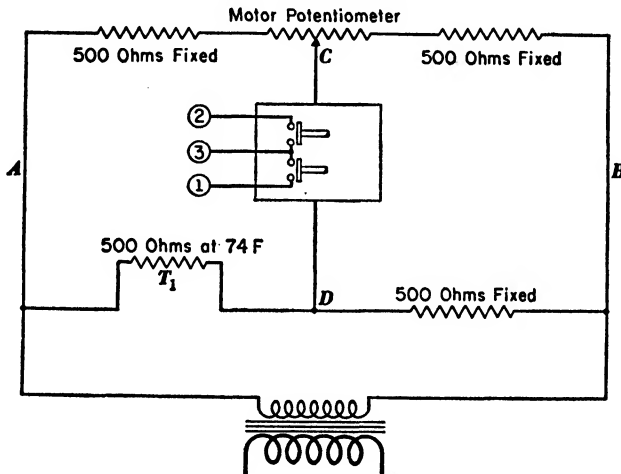 Motor Potentiometer
500 Ohms Fixed
C
500 Ohms Fixed
2
3
1
A
B
500 Ohms at 74 F
T1
D
500 Ohms Fixed